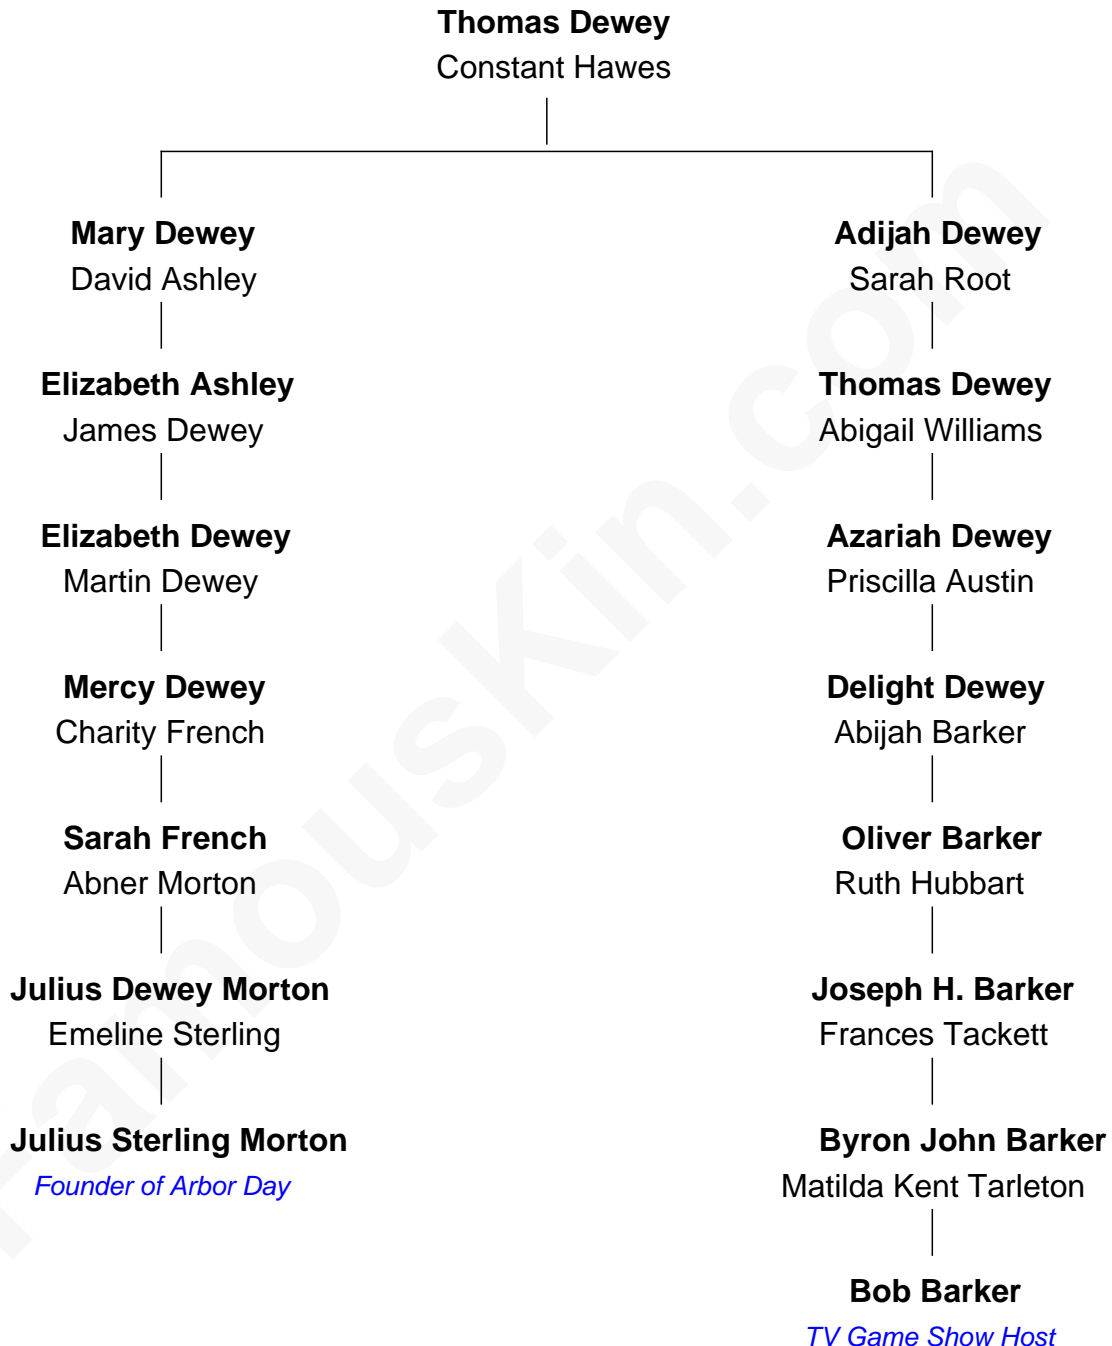 Thomas Dewey
Constant Hawes
Mary Dewey
David Ashley
Adijah Dewey
Sarah Root
Elizabeth Ashley
James Dewey
Thomas Dewey
Abigail Williams
Elizabeth Dewey
Martin Dewey
Azariah Dewey
Priscilla Austin
Mercy Dewey
Charity French
Delight Dewey
Abijah Barker
Sarah French
Abner Morton
Oliver Barker
Ruth Hubbart
Julius Dewey Morton
Emeline Sterling
Joseph H. Barker
Frances Tackett
Julius Sterling Morton
Founder of Arbor Day
Byron John Barker
Matilda Kent Tarleton
Bob Barker
TV Game Show Host
FamousKin.com